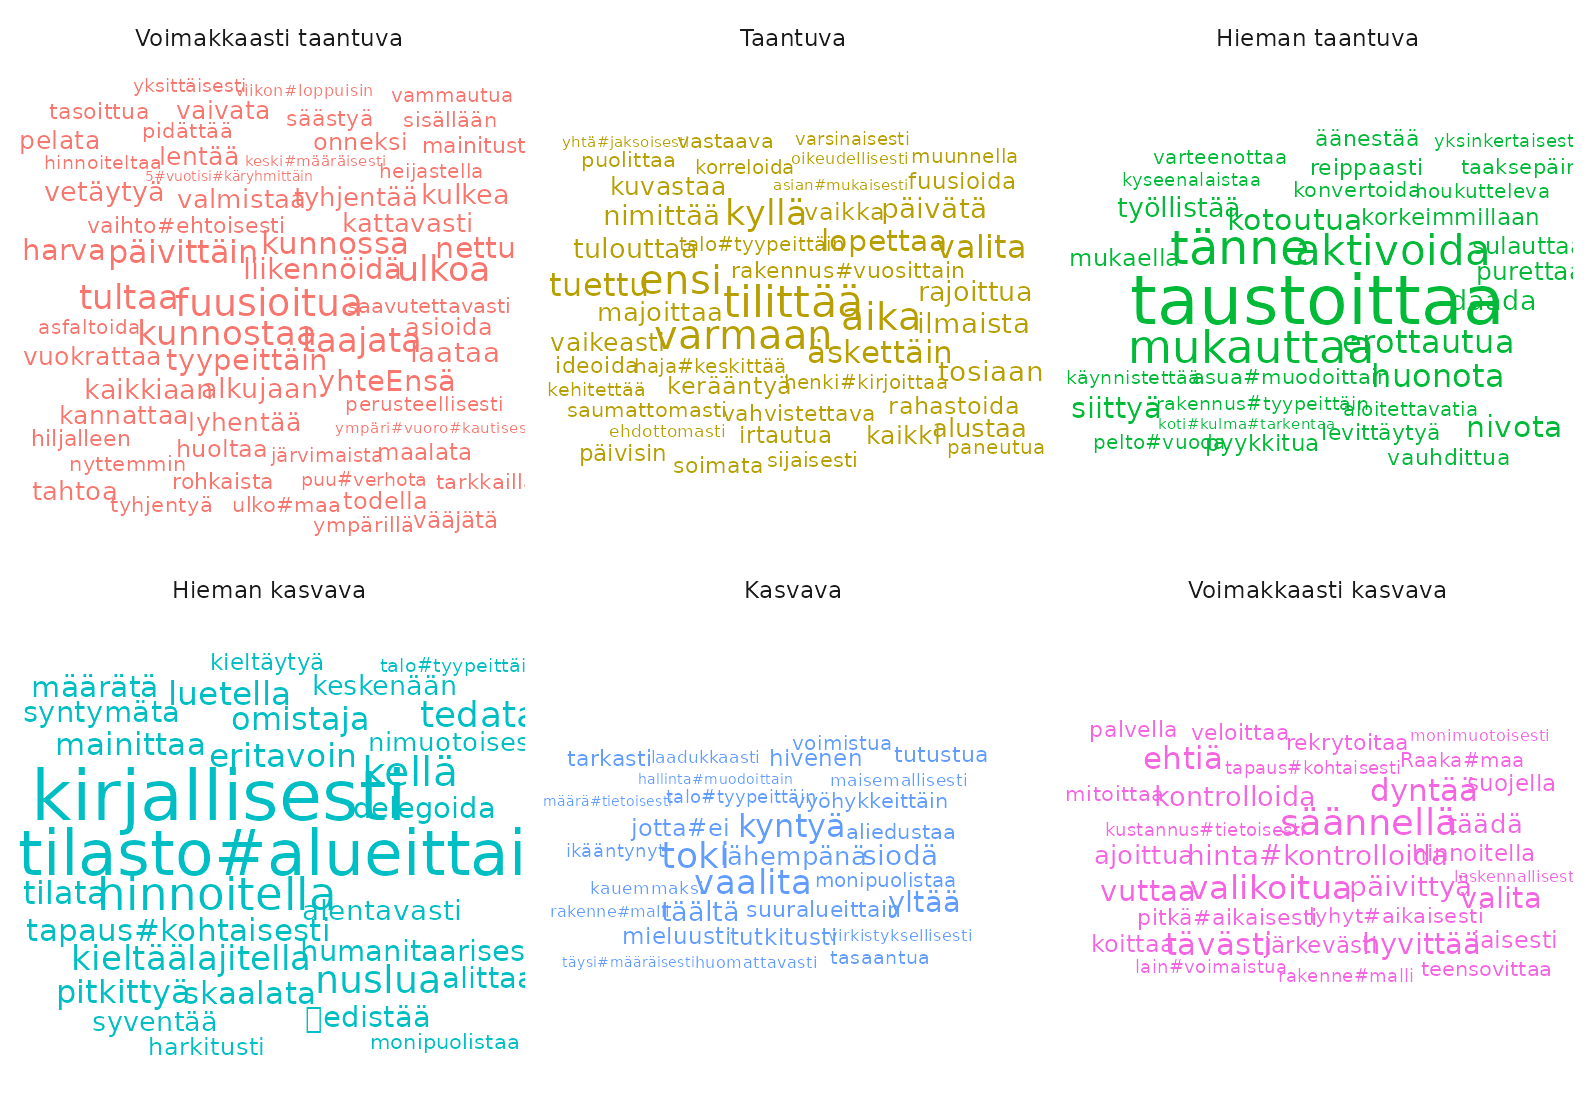 Voimakkaasti taantuva
yksittäisesti
viikon#loppuisin
vammautua
tasoittua
vaivata
säästyä
sisällään
pelata
pidättää
onneksi
mainitust
hinnoiteltaa
lentää
keski#määräisesti
heijastella
5#vuotisi#käryhmittäin
vetäytyä
valmistaa
tyhjentää
kulkea
vaihto#ehtoisesti
kattavasti
harva
päivittäin
kunnossa
nettu
liikennöidä
ulkoa
tultaa
fuusioitua
saavutettavasti
asfaltoida
kunnostaa
taajata
asioida
vuokrattaa
tyypeittäin
laataa
kaikkiaan
alkujaan
yhteEnsä
kannattaa
lyhentää
perusteellisesti
hiljalleen
huoltaa
ympäri#vuoro#kautises
nyttemmin
järvimaista
maalata
tahtoa
rohkaista
puu#verhota
tarkkaill
tyhjentyä
ulko#maa
todella
ympärillä
vääjätä
Taantuva
yhtä#jaksoisesti
vastaava
varsinaisesti
puolittaa
korreloida
oikeudellisesti
muunnella
kuvastaa
asian#mukaisesti
fuusioida
nimittää
kyllä
vaikka
päivätä
tulouttaa
talo#tyypeittäin
lopettaa
valita
tuettu
ensi
rakennus#vuosittain
rajoittua
majoittaa
tilittää
aika
ilmaista
vaikeasti
varmaan
äskettäin
ideoida
haja#keskittää
tosiaan
kehitettää
kerääntyä
henki#kirjoittaa
saumattomasti
vahvistettava
rahastoida
ehdottomasti
irtautua
kaikki
alustaa
päivisin
soimata
sijaisesti
paneutua
Hieman taantuva
äänestää
yksinkertaisest
varteenottaa
reippaasti
taaksepäin
kyseenalaistaa
konvertoida
houkutteleva
työllistää
kotoutua
korkeimmillaan
mukaella
tänne
aktivoida
sulautta
purettaa
taustoittaa
daada
mukauttaa
erottautua
käynnistettää
asua#muodoittain
huonota
siittyä
rakennus#tyypeittäin
aloitettavatia
koti#kulma#tarkentaa
pelto#vuoda
pyykkitua
levittäytyä
nivota
vauhdittua
Hieman kasvava
kieltäytyä
talo#tyypeittäi
määrätä
luetella
keskenään
syntymätä
omistaja
tedata
mainittaa
eritavoin
nimuotoises
kirjallisesti
kellä
delegoida
tilasto#alueittai
tilata
hinnoitella
alentavasti
tapaus#kohtaisesti
kieltää
lajitella
humanitaarises
pitkittyä
skaalata
nuslua
alittaa
syventää
edistää
harkitusti
monipuolistaa
Kasvava
voimistua
tarkasti
laadukkaasti
hivenen
tutustua
hallinta#muodoittain
maisemallisesti
määrä#tietoisesti
talo#tyypeittäin
vyöhykkeittäin
jotta#ei
kyntyä
aliedustaa
ikääntynyt
toki
lähempänä
siodä
kauemmaksi
vaalita
monipuolistaa
rakenne#malli
täältä
suuralueittain
yltää
mieluusti
tutkitusti
virkistyksellisesti
täysi#määräisesti
huomattavasti
tasaantua
Voimakkaasti kasvava
palvella
veloittaa
rekrytoitaa
monimuotoisesti
ehtiä
tapaus#kohtaisesti
Raaka#maa
mitoittaa
kontrolloida
dyntää
suojella
kustannus#tietoisesti
säännellä
täädä
ajoittua
hinta#kontrolloida
hinnoitella
vuttaa
valikoitua
päivittyä
laskennallisest
valita
pitkä#aikaisesti
lyhyt#aikaisesti
koittaa
tävästi
järkevästi
hyvittää
jaisesti
lain#voimaistua
rakenne#malli
teensovittaa